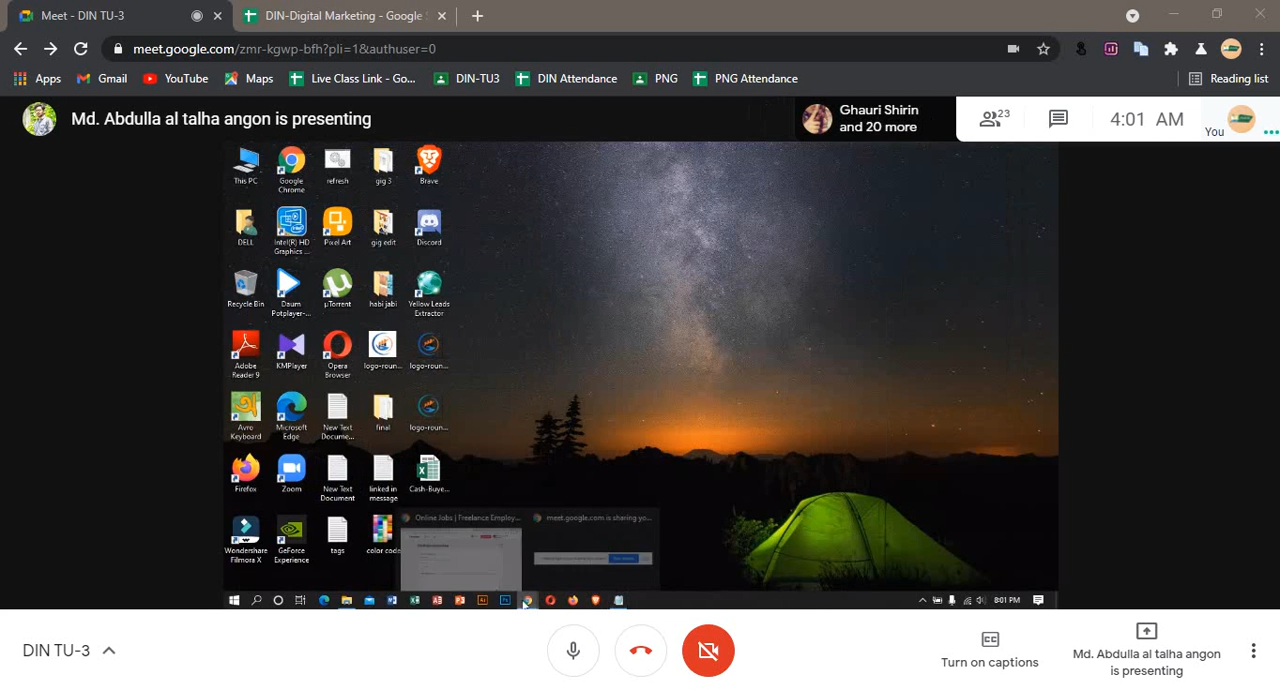 Meet - DIN TU-3
DIN-Digital Marketing - Google S
meet.google.com/zmr-kgwp-bfh?pli=1&authuser=0
Apps Gmail YouTube Maps Live Class Link - Go... DIN-TU3 DIN Attendance PNG PNG Attendance Reading list
Md. Abdulla al talha angon is presenting
Ghauri Shirin
and 20 more
23
4:01 AM
You
This PC Google Chrome refresh gig 3 Brave
DELL Intel(R) HD Graphics ... Pixel Art gig edit Discord
Recycle Bin Daum Potplayer-... µTorrent habi jabi Yellow Leads Extractor
Adobe Reader 9 KMPlayer Opera Browser logo-roun... logo-roun...
Avro Keyboard Microsoft Edge New Text Docume... final logo-roun...
Firefox Zoom New Text Document linked in message Cash-Buye...
Wondershare Filmora X GeForce Experience tags color code
Online Jobs | Freelance Employ... meet.google.com is sharing yo...
8:01 PM
DIN TU-3
Turn on captions
Md. Abdulla al talha angon
is presenting